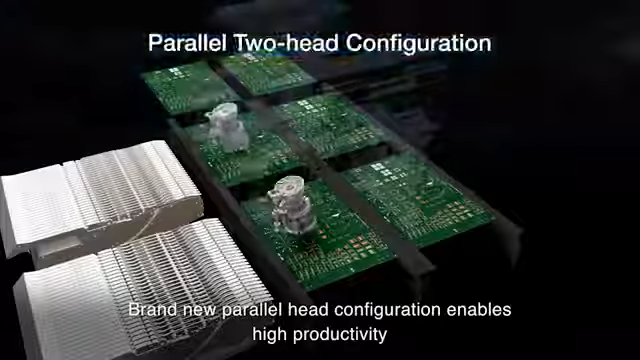 Parallel Two-head Configuration
Brand new parallel head configuration enables
high productivity